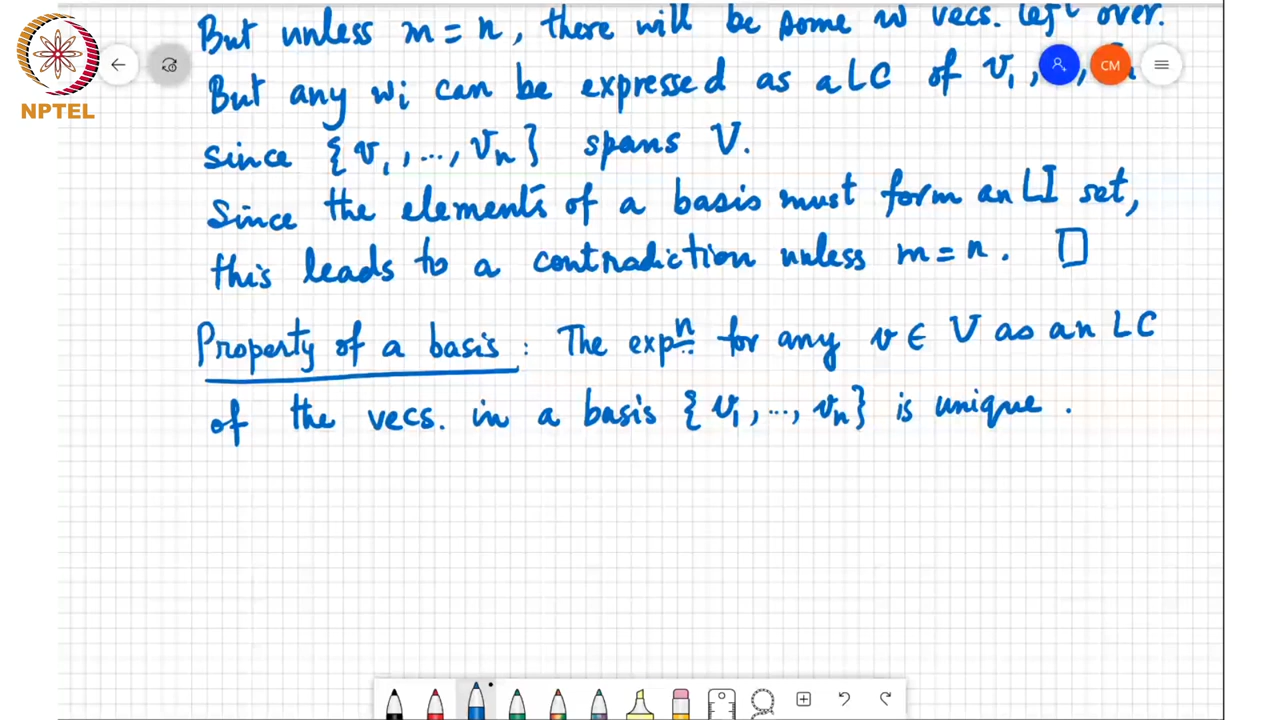 But unless m = n, there will be some w vecs. left over.
NPTEL
CM
But any wi can be expressed as a LC of v1, ,
since {v1, ..., vn} spans V.
Since the elements of a basis must form an LI set,
this leads to a contradiction unless m = n. □
Property of a basis : The expn for any v ∈ V as an LC
of the vecs. in a basis {v1, ..., vn} is unique.